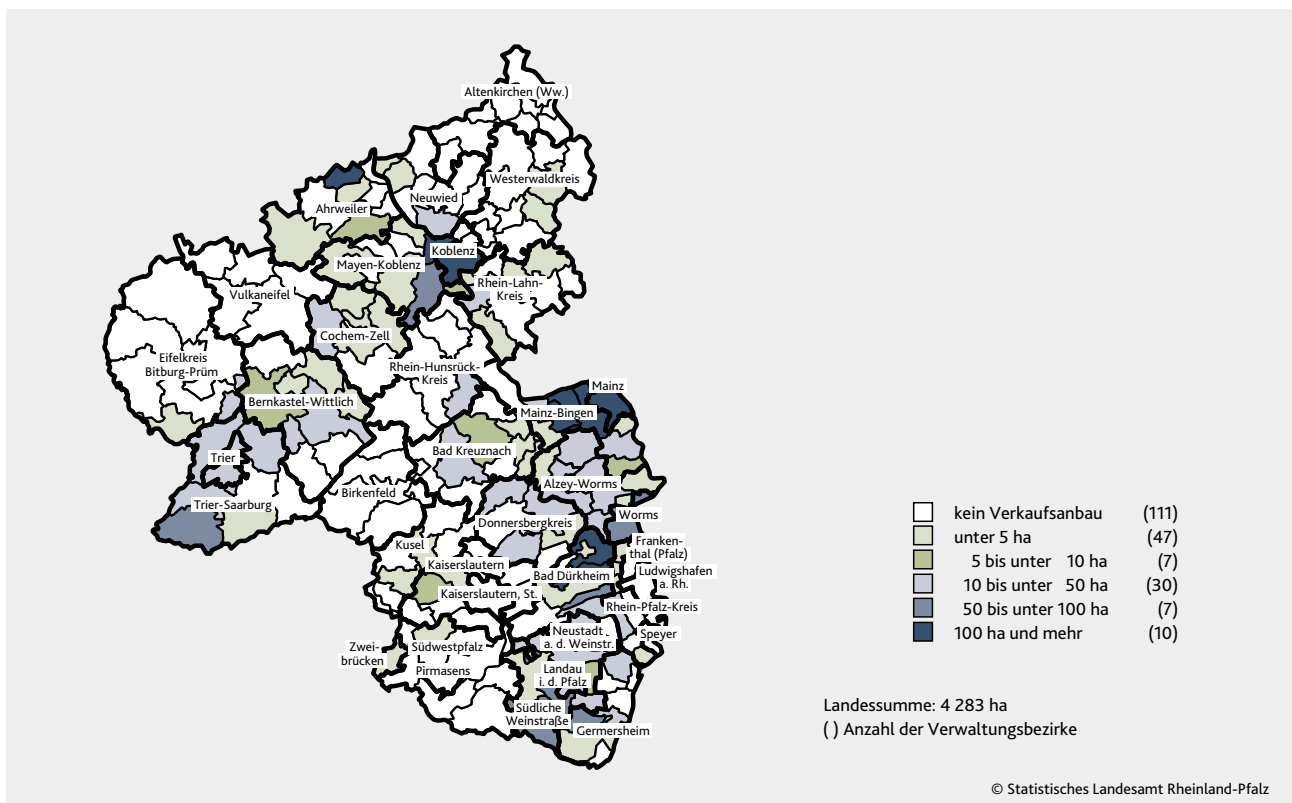 Altenkirchen (Ww.)
Westerwaldkreis
Neuwied
Ahrweiler
Koblenz
Mayen-Koblenz
Rhein-Lahn-
Kreis
Vulkaneifel
Cochem-Zell
Eifelkreis
Bitburg-Prüm
Rhein-Hunsrück-
Kreis
Mainz
Bernkastel-Wittlich
Mainz-Bingen
Bad Kreuznach
Trier
Alzey-Worms
Birkenfeld
Trier-Saarburg
Worms
Donnersbergkreis
Kusel
Franken-
thal (Pfalz)
Kaiserslautern
Bad Dürkheim
Ludwigshafen
a. Rh.
Kaiserslautern, St.
Rhein-Pfalz-Kreis
Neustadt
a. d. Weinstr.
Speyer
Zwei-
brücken
Südwestpfalz
Pirmasens
Landau
i. d. Pfalz
Südliche
Weinstraße
Germersheim
kein Verkaufsanbau (111)
unter 5 ha (47)
5 bis unter 10 ha (7)
10 bis unter 50 ha (30)
50 bis unter 100 ha (7)
100 ha und mehr (10)
Landessumme: 4 283 ha
( ) Anzahl der Verwaltungsbezirke
© Statistisches Landesamt Rheinland-Pfalz